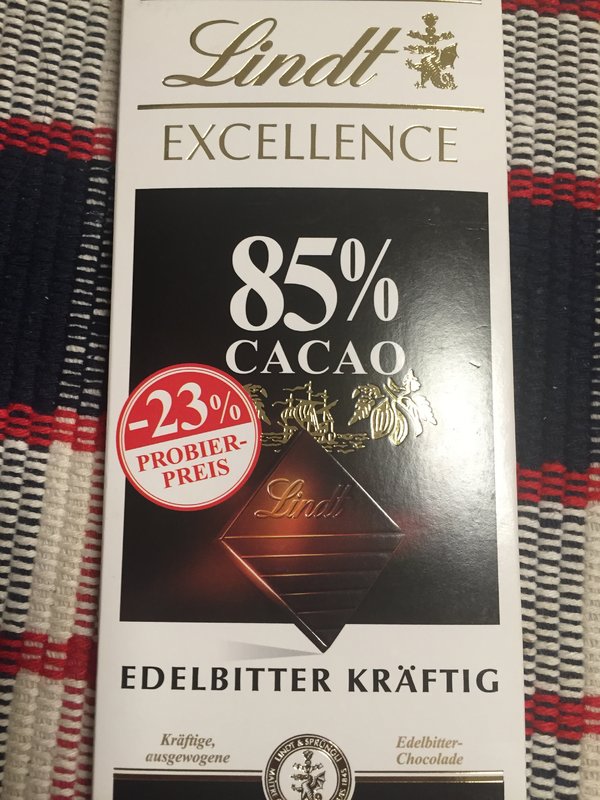 Lindt
EXCELLENCE
85%
CACAO
-23%
PROBIER-
PREIS
Lindt
EDELBITTER KRÄFTIG
Kräftige,
ausgewogene
Edelbitter-
Chocolade
LINDT & SPRÜNGLI